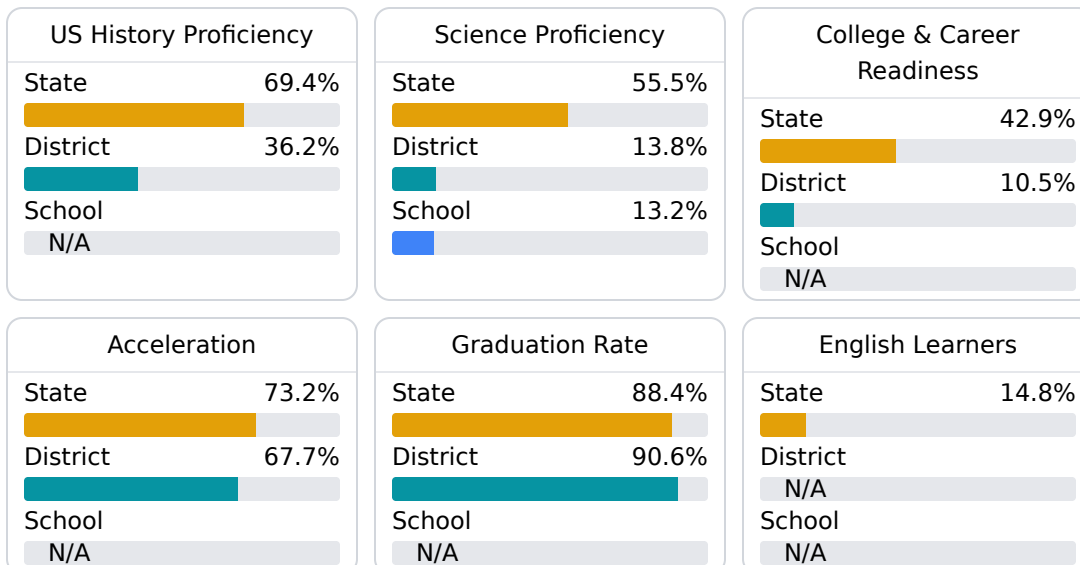 US History Proficiency
State 69.4%
District 36.2%
School
N/A
Science Proficiency
State 55.5%
District 13.8%
School 13.2%
College & Career
Readiness
State 42.9%
District 10.5%
School
N/A
Acceleration
State 73.2%
District 67.7%
School
N/A
Graduation Rate
State 88.4%
District 90.6%
School
N/A
English Learners
State 14.8%
District
N/A
School
N/A